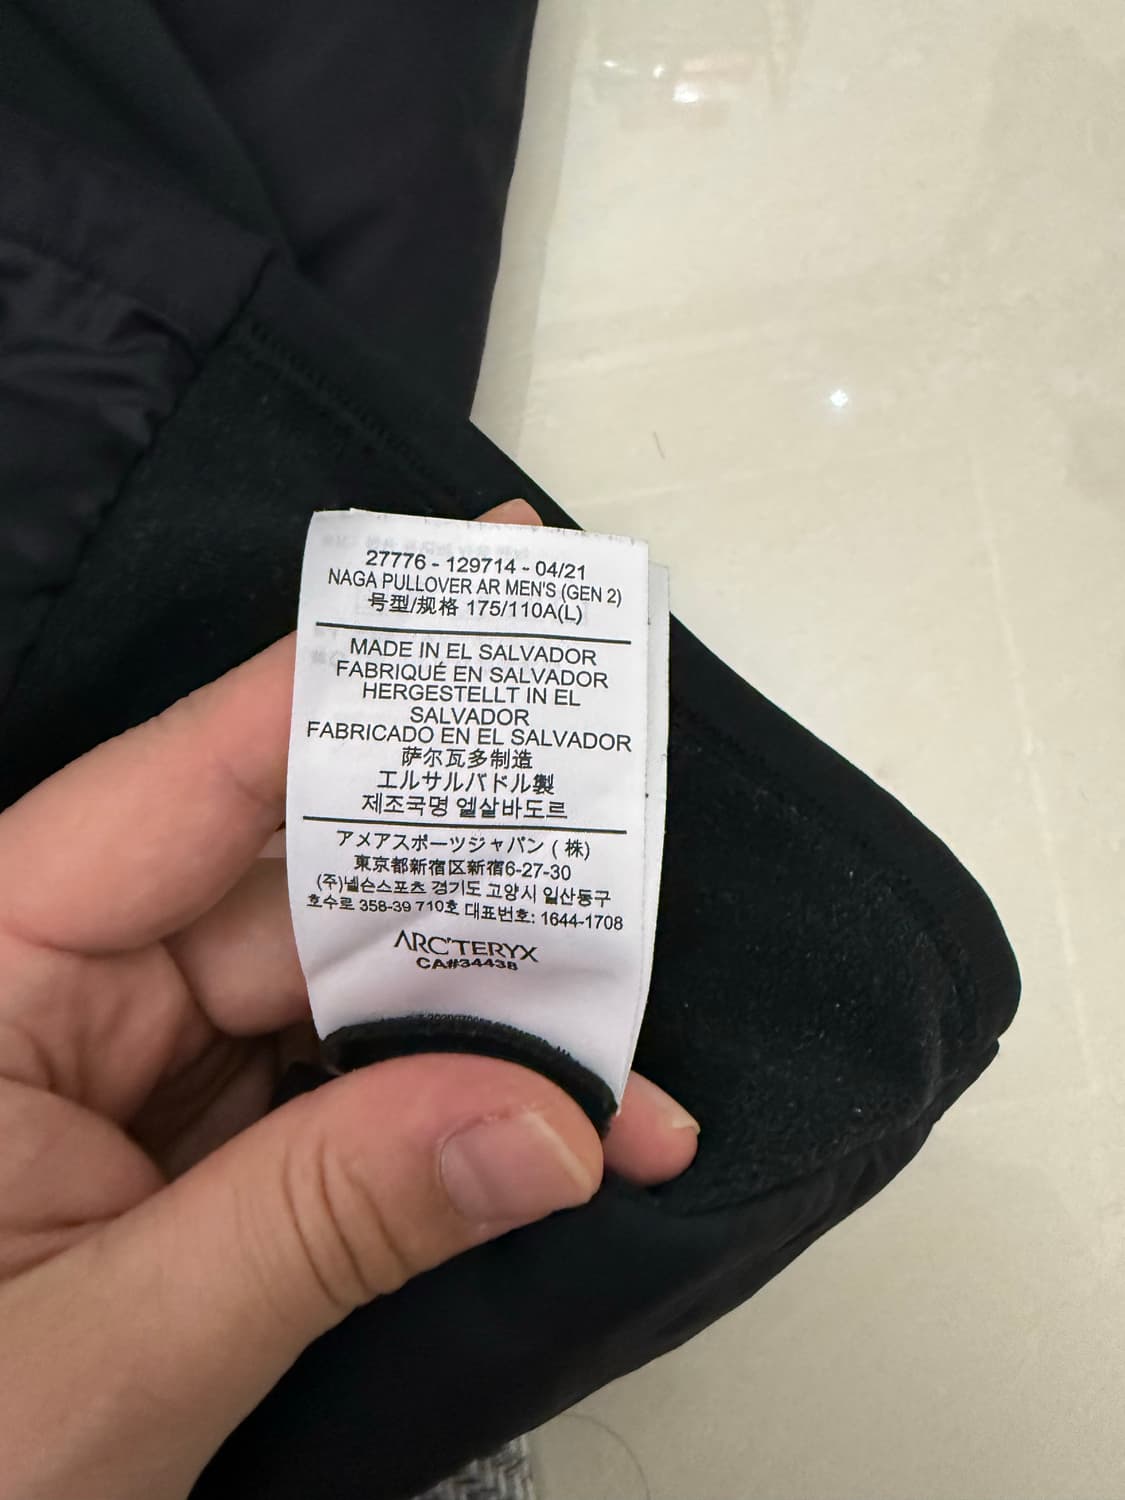 27776 - 129714 - 04/21
NAGA PULLOVER AR MEN'S (GEN 2)
号型/规格 175/110A(L)
MADE IN EL SALVADOR
FABRIQUÉ EN SALVADOR
HERGESTELLT IN EL
SALVADOR
FABRICADO EN EL SALVADOR
萨尔瓦多制造
エルサルバドル製
제조국명 엘살바도르
アメアスポーツジャパン (株)
東京都新宿区新宿6-27-30
(주)넬슨스포츠 경기도 고양시 일산동구
호수로 358-39 710호 대표번호: 1644-1708
ARC'TERYX
CA#34438